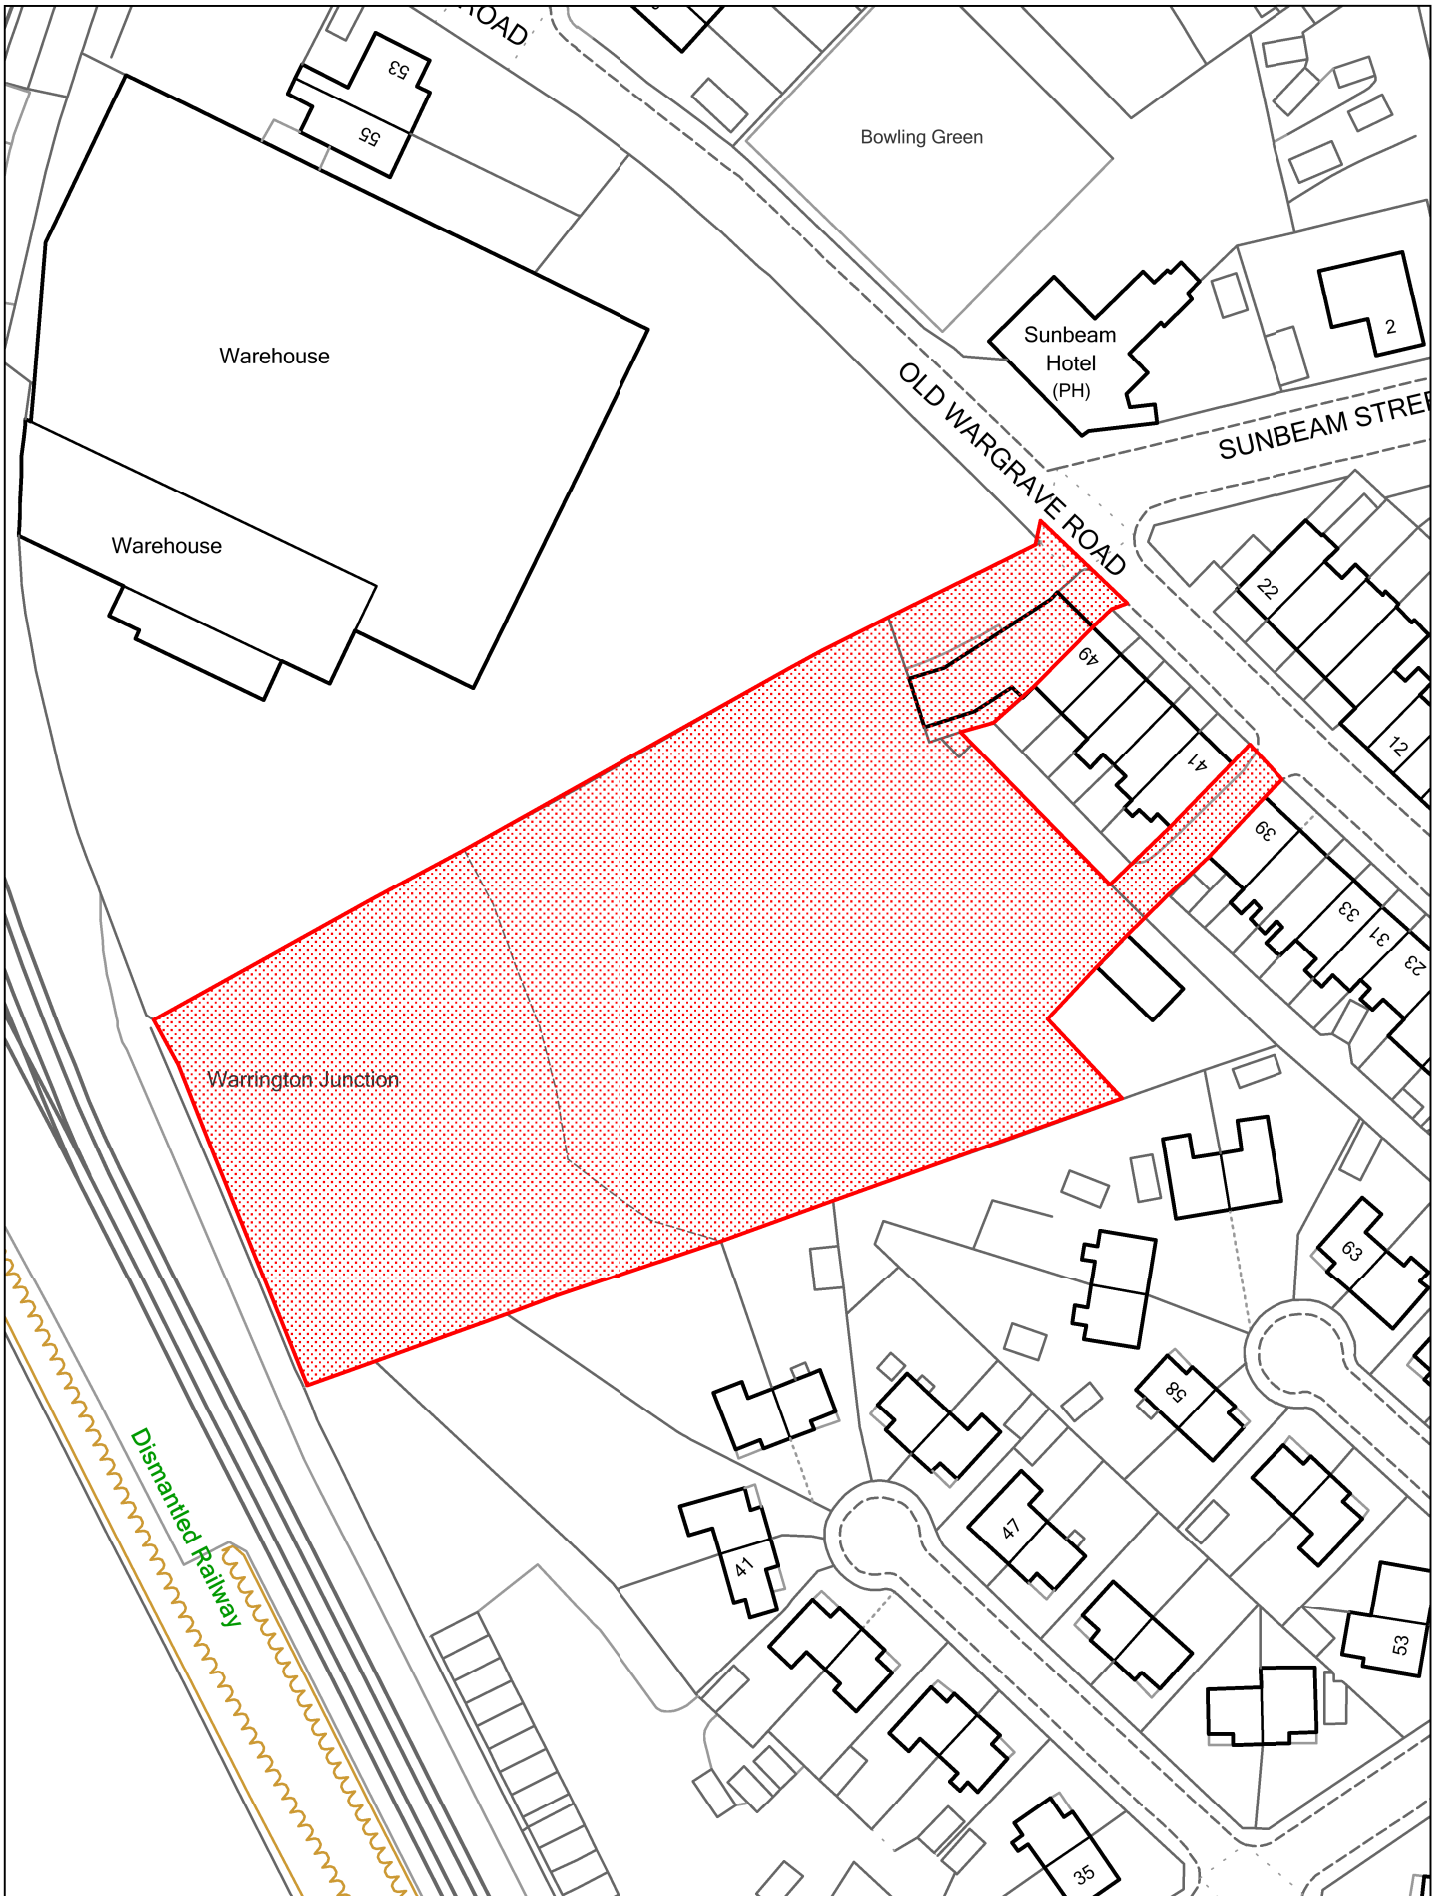 ROAD
53
55
Bowling Green
Warehouse
Sunbeam
Hotel
(PH)
2
OLD WARGRAVE ROAD
SUNBEAM STREE
Warehouse
22
49
12
41
39
33
31
23
Warrington Junction
63
58
Dismantled Railway
47
41
53
35